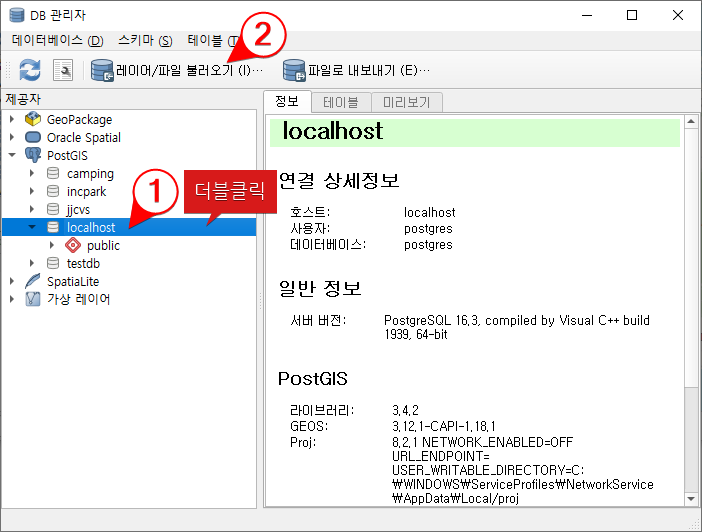 DB 관리자
데이터베이스 (D) 스키마 (S) 테이블 (T
2
레이어/파일 불러오기 (I)… 파일로 내보내기 (E)…
제공자
GeoPackage
Oracle Spatial
PostGIS
camping
incpark
jjcvs
localhost
public
testdb
SpatiaLite
가상 레이어
1
더블클릭
정보 테이블 미리보기
localhost
연결 상세정보
호스트: localhost
사용자: postgres
데이터베이스: postgres
일반 정보
서버 버전: PostgreSQL 16.3, compiled by Visual C++ build
1939, 64-bit
PostGIS
라이브러리: 3.4.2
GEOS: 3.12.1-CAPI-1.18.1
Proj: 8.2.1 NETWORK_ENABLED=OFF
URL_ENDPOINT=
USER_WRITABLE_DIRECTORY=C:
₩WINDOWS₩ServiceProfiles₩NetworkService
₩AppData₩Local/proj